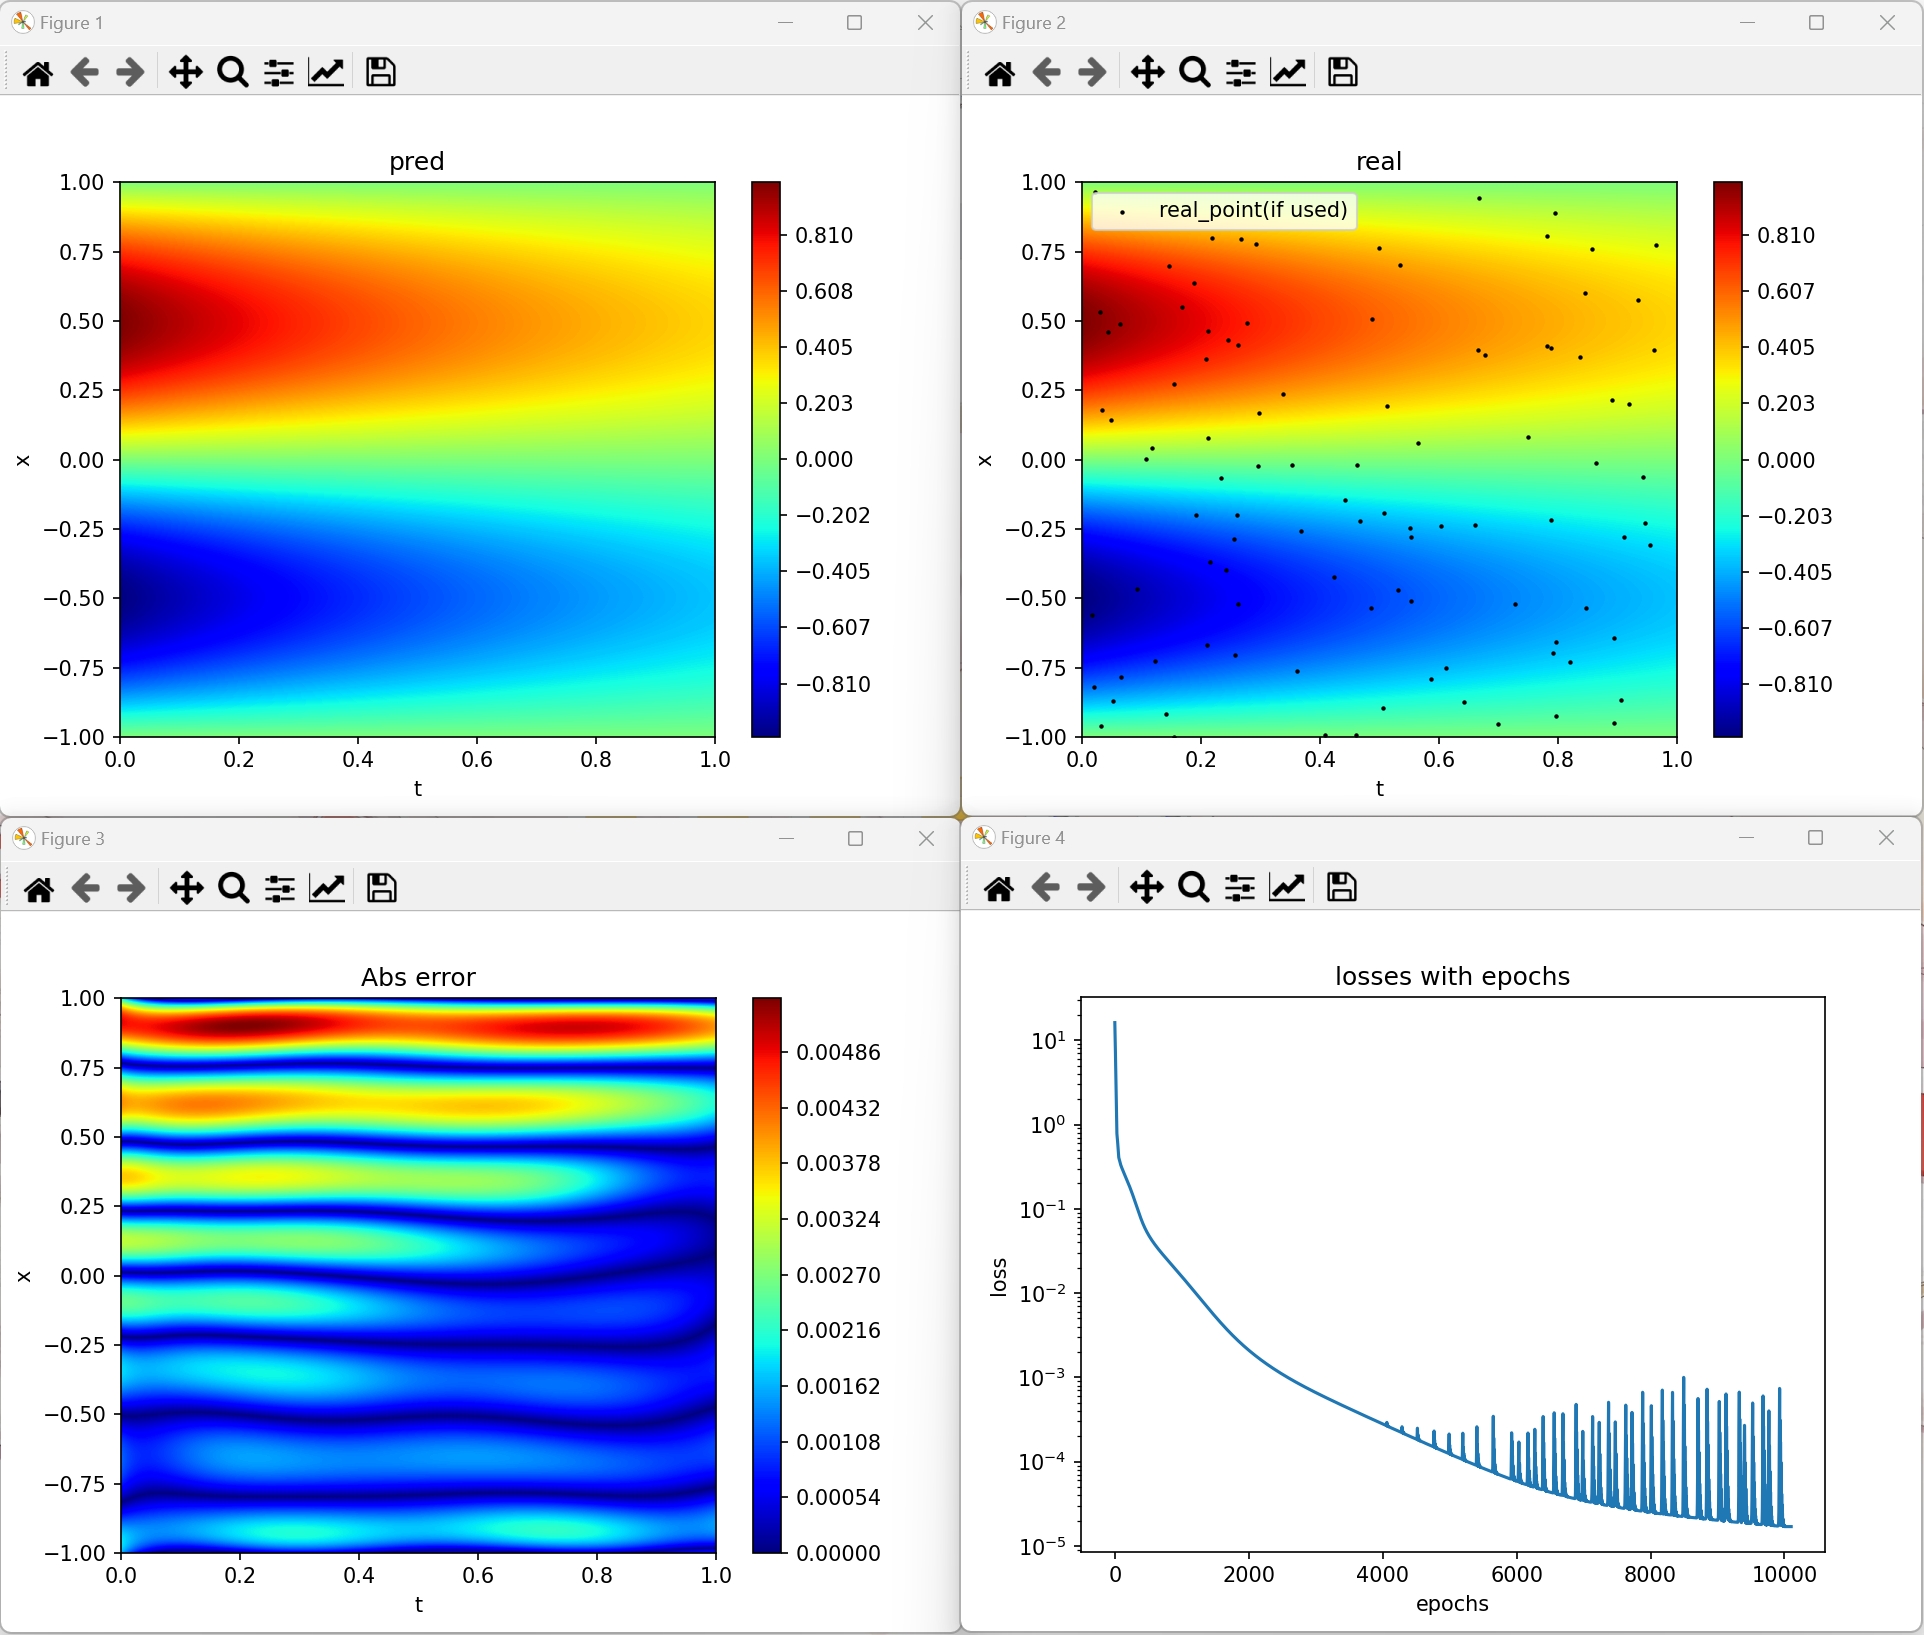 Figure 1
pred
1.00
0.75
0.50
0.25
0.00
−0.25
−0.50
−0.75
−1.00
x
0.0 0.2 0.4 0.6 0.8 1.0
t
0.810
0.608
0.405
0.203
0.000
−0.202
−0.405
−0.607
−0.810
Figure 2
real
real_point(if used)
1.00
0.75
0.50
0.25
0.00
−0.25
−0.50
−0.75
−1.00
x
0.0 0.2 0.4 0.6 0.8 1.0
t
0.810
0.607
0.405
0.203
0.000
−0.203
−0.405
−0.607
−0.810
Figure 3
Abs error
1.00
0.75
0.50
0.25
0.00
−0.25
−0.50
−0.75
−1.00
x
0.0 0.2 0.4 0.6 0.8 1.0
t
0.00486
0.00432
0.00378
0.00324
0.00270
0.00216
0.00162
0.00108
0.00054
0.00000
Figure 4
losses with epochs
10¹
10⁰
10⁻¹
10⁻²
10⁻³
10⁻⁴
10⁻⁵
loss
0 2000 4000 6000 8000 10000
epochs